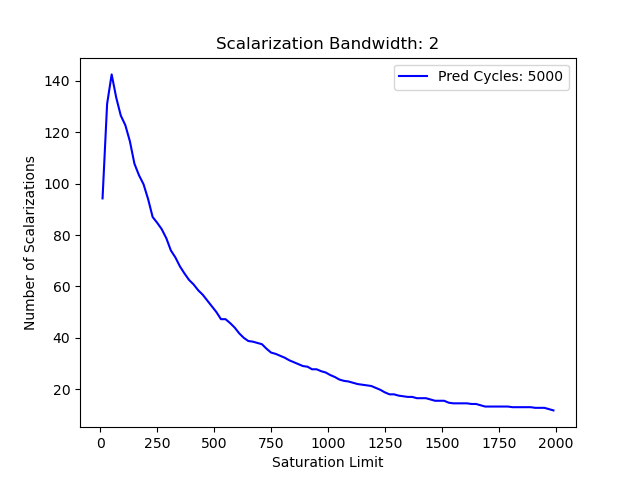 Scalarization Bandwidth: 2
Pred Cycles: 5000
Number of Scalarizations
140
120
100
80
60
40
20
0 250 500 750 1000 1250 1500 1750 2000
Saturation Limit